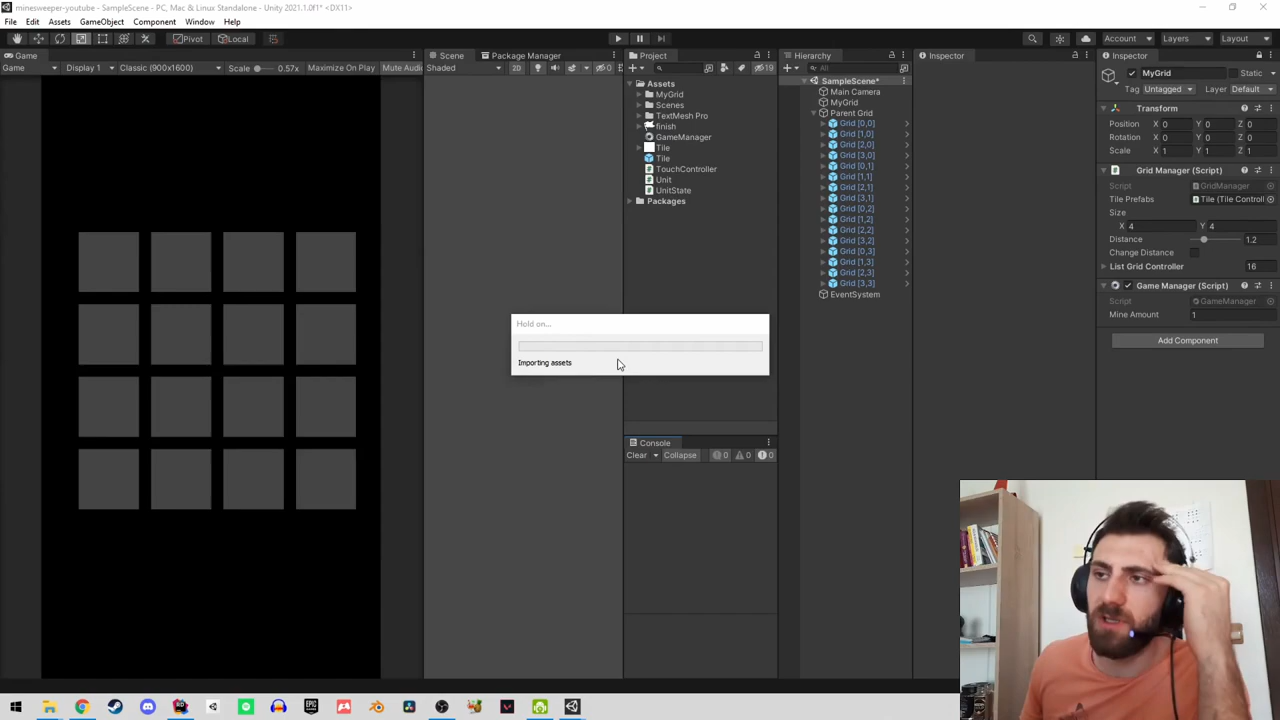 minesweeper-youtube - SampleScene - PC, Mac & Linux Standalone - Unity 2021.1.0f1* <DX11>
File Edit Assets GameObject Component Window Help
Pivot Local Account Layers Layout
Game
Game Display 1 Classic (900x1600) Scale 0.57x Maximize On Play Mute Audio
Scene Package Manager
Shaded 2D 0
Project
19
Assets
MyGrid
Scenes
TextMesh Pro
finish
GameManager
Tile
Tile
TouchController
Unit
UnitState
Packages
Console
Clear Collapse 0 0 0
Hierarchy
All
SampleScene*
Main Camera
MyGrid
Parent Grid
Grid [0,0]
Grid [1,0]
Grid [2,0]
Grid [3,0]
Grid [0,1]
Grid [1,1]
Grid [2,1]
Grid [3,1]
Grid [0,2]
Grid [1,2]
Grid [2,2]
Grid [3,2]
Grid [0,3]
Grid [1,3]
Grid [2,3]
Grid [3,3]
EventSystem
Inspector
Inspector
MyGrid Static
Tag Untagged Layer Default
Transform
Position X 0 Y 0 Z 0
Rotation X 0 Y 0 Z 0
Scale X 1 Y 1 Z 1
Grid Manager (Script)
Script GridManager
Tile Prefabs Tile (Tile Controll
Size
X 4 Y 4
Distance 1.2
Change Distance
List Grid Controller 16
Game Manager (Script)
Script GameManager
Mine Amount 1
Add Component
Hold on...
Importing assets
EPIC